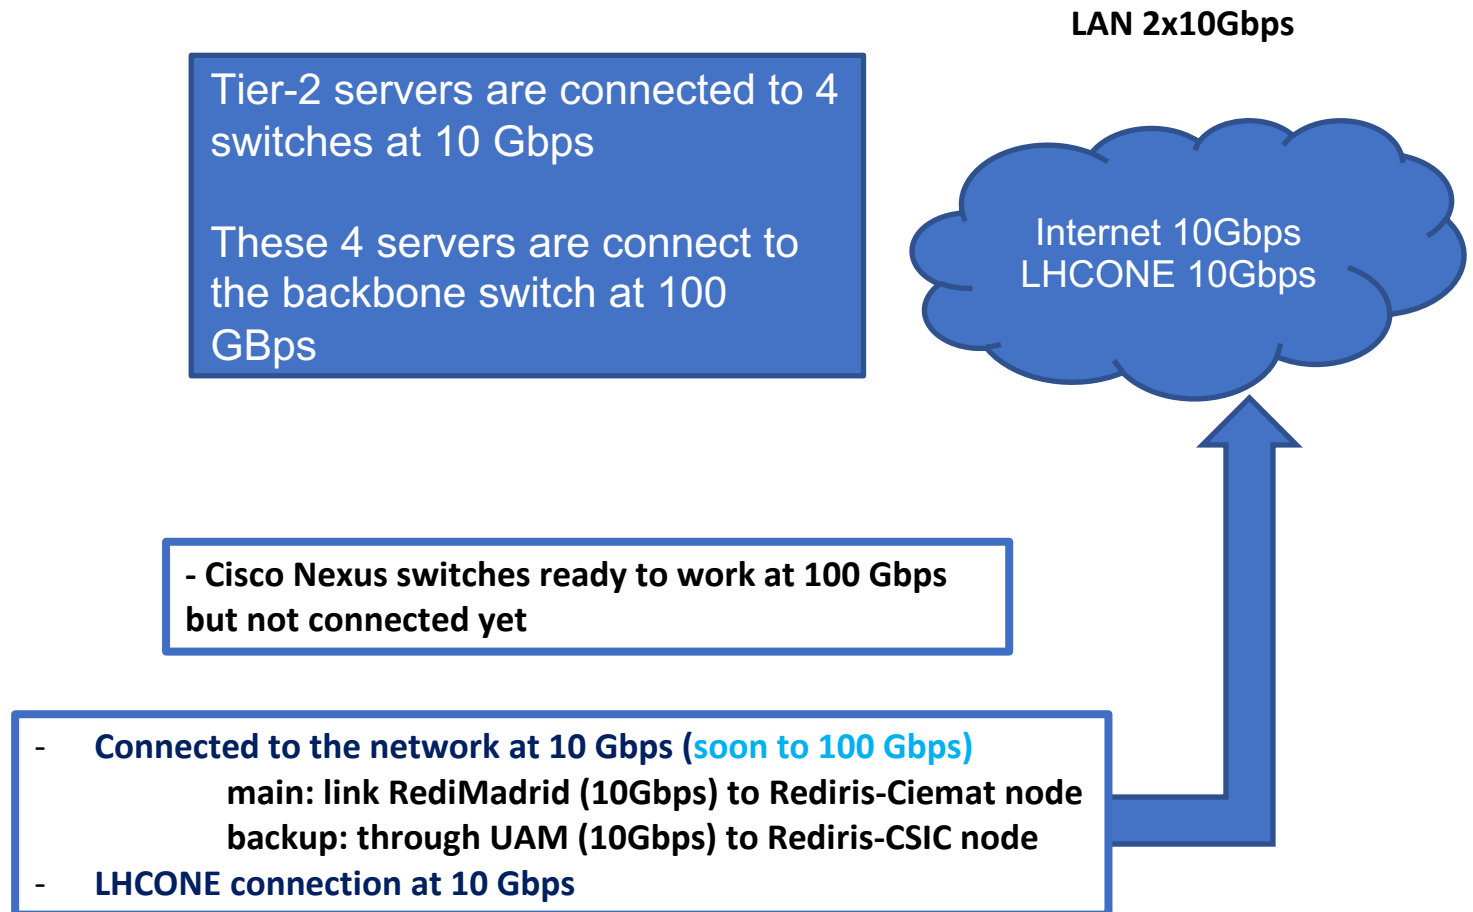 LAN 2x10Gbps
Tier-2 servers are connected to 4
switches at 10 Gbps
These 4 servers are connect to
the backbone switch at 100
GBps
Internet 10Gbps
LHCONE 10Gbps
- Cisco Nexus switches ready to work at 100 Gbps
but not connected yet
- Connected to the network at 10 Gbps (soon to 100 Gbps)
main: link RediMadrid (10Gbps) to Rediris-Ciemat node
backup: through UAM (10Gbps) to Rediris-CSIC node
- LHCONE connection at 10 Gbps